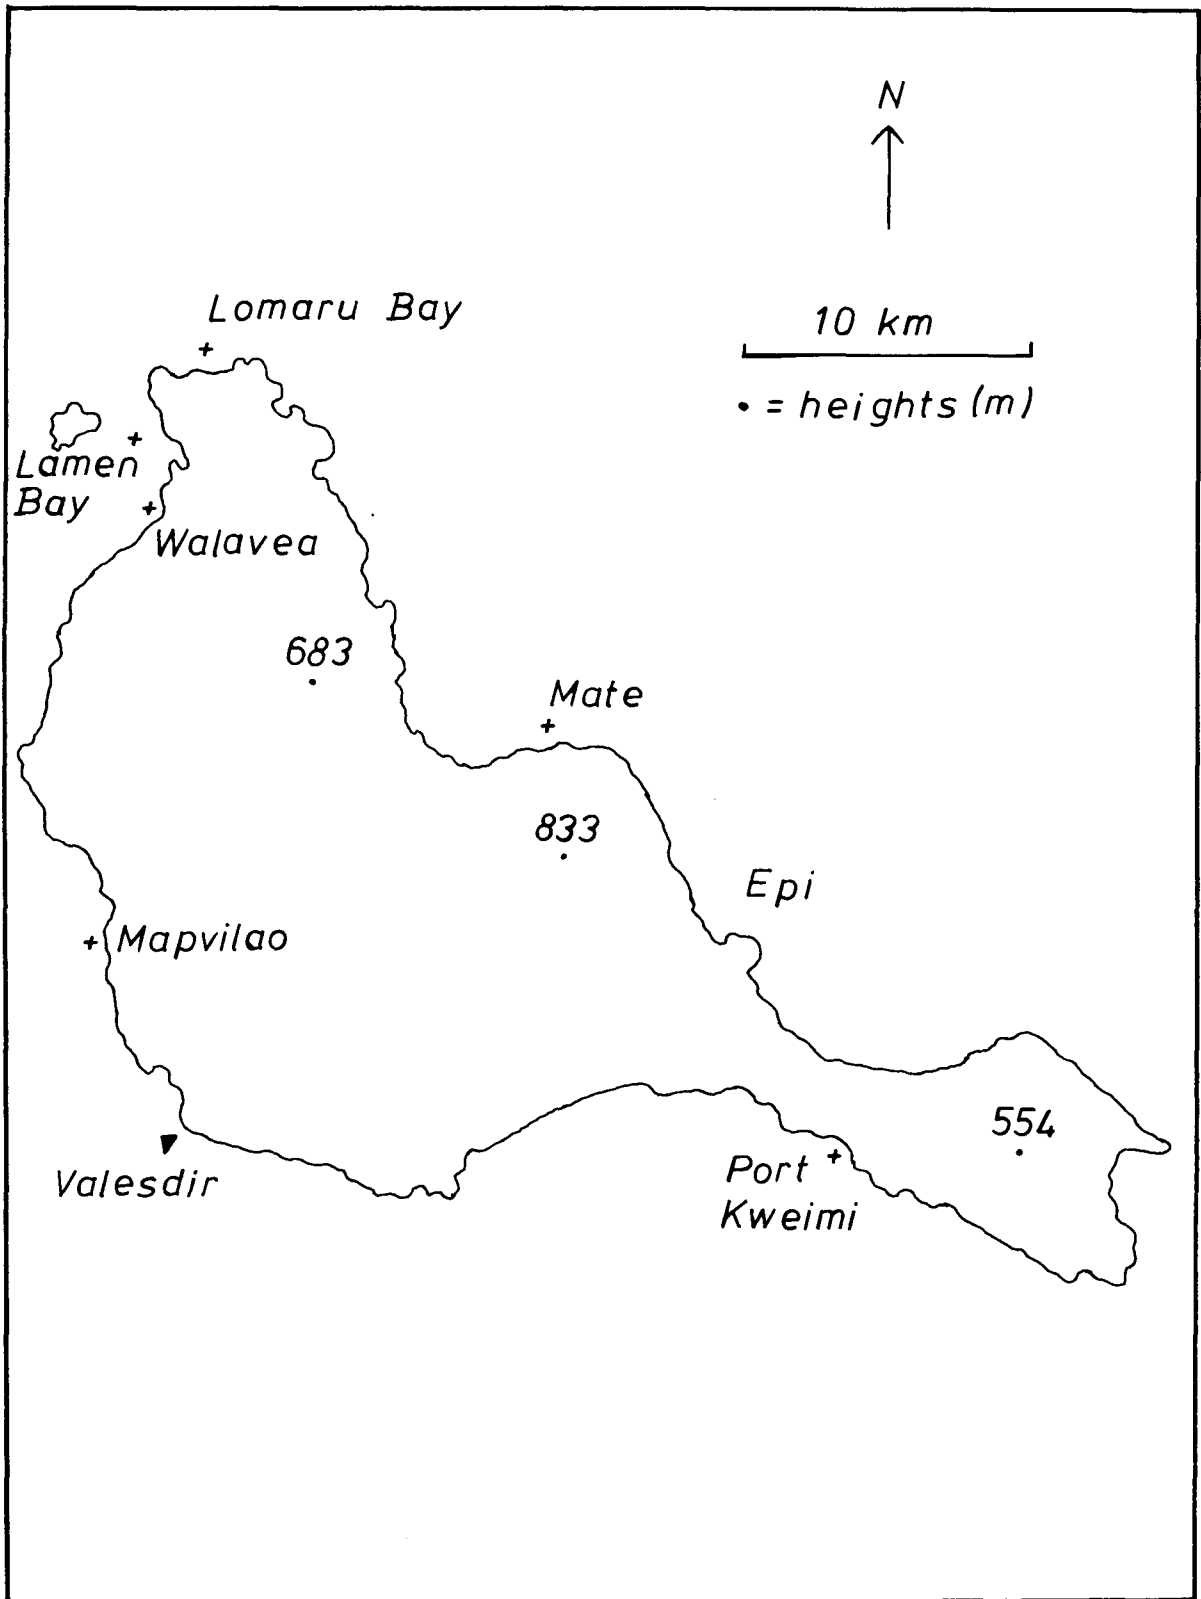 N
Lomaru Bay
10 km
• = heights (m)
Lamen
Bay
Walavea
683
Mate
833
Epi
Mapvilao
554
Valesdir
Port
Kweimi